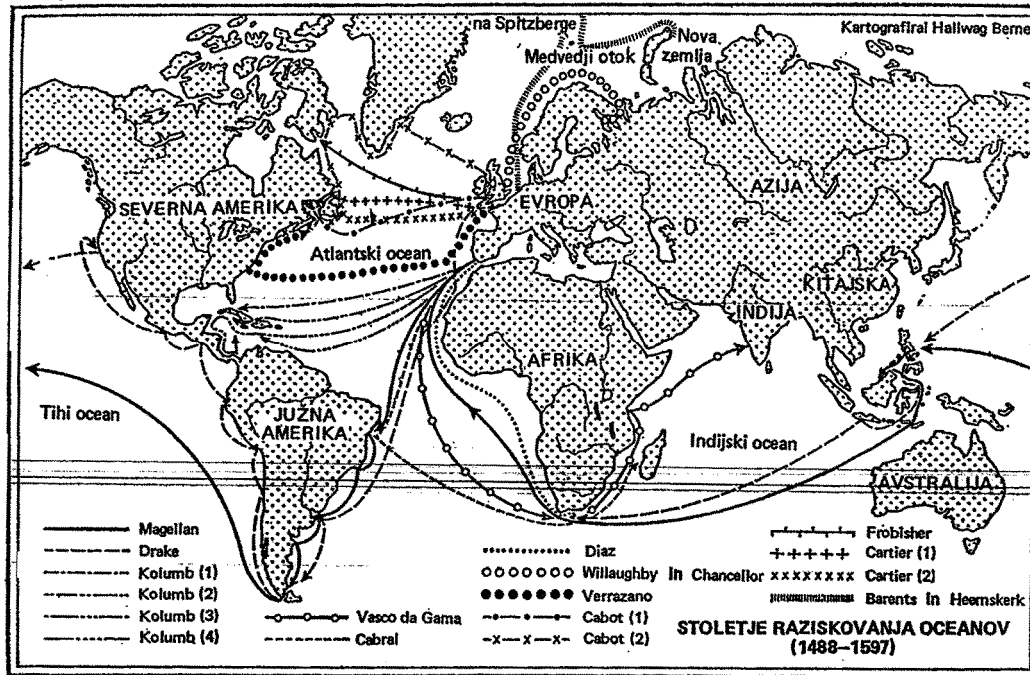 na Spitzberge
Kartografiral Hallwag Berne
Nova
zemlja
Medvedji otok
SEVERNA AMERIKA
EVROPA
AZIJA
Atlantski ocean
KITAJSKA
INDIJA
AFRIKA
Tihi ocean
JUŽNA
AMERIKA
Indijski ocean
AVSTRALIJA
Magellan
Drake
Kolumb (1)
Kolumb (2)
Kolumb (3)
Kolumb (4)
Vasco da Gama
Cabral
Diaz
Willaughby in Chancellor
Verrazano
Cabot (1)
Cabot (2)
Frobisher
Cartier (1)
Cartier (2)
Barents in Heemskerk
STOLETJE RAZISKOVANJA OCEANOV
(1488–1597)